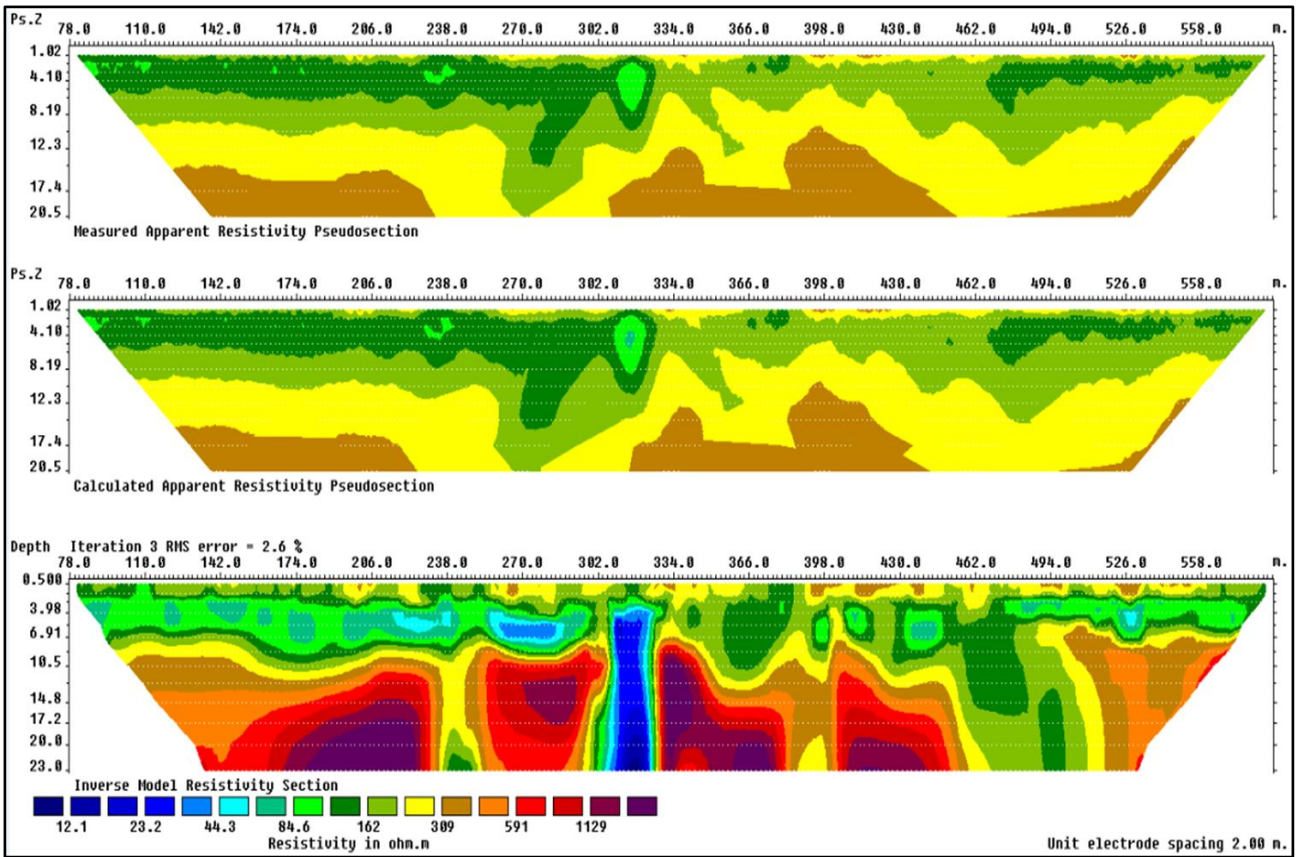 Ps.Z
78.0 110.0 142.0 174.0 206.0 238.0 270.0 302.0 334.0 366.0 398.0 430.0 462.0 494.0 526.0 558.0 m.
1.02
4.10
8.19
12.3
17.4
20.5
Measured Apparent Resistivity Pseudosection
Ps.Z
78.0 110.0 142.0 174.0 206.0 238.0 270.0 302.0 334.0 366.0 398.0 430.0 462.0 494.0 526.0 558.0 m.
1.02
4.10
8.19
12.3
17.4
20.5
Calculated Apparent Resistivity Pseudosection
Depth Iteration 3 RMS error = 2.6 %
78.0 110.0 142.0 174.0 206.0 238.0 270.0 302.0 334.0 366.0 398.0 430.0 462.0 494.0 526.0 558.0 m.
0.500
3.98
6.91
10.5
14.8
17.2
20.0
23.0
Inverse Model Resistivity Section
12.1 23.2 44.3 84.6 162 309 591 1129
Resistivity in ohm.m
Unit electrode spacing 2.00 m.